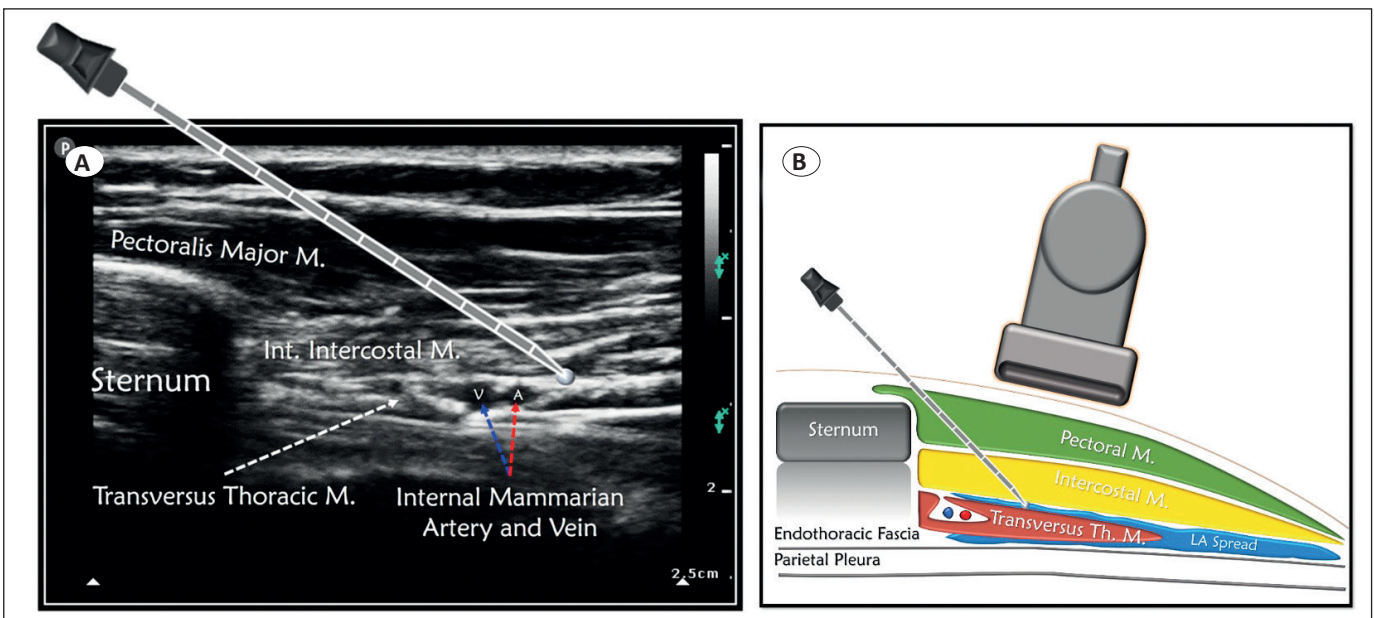 P
A
Pectoralis Major M.
Int. Intercostal M.
Sternum
V A
Transversus Thoracic M.
Internal Mammarian
Artery and Vein
2
2.5cm
B
Sternum
Pectoral M.
Intercostal M.
Transversus Th. M.
LA Spread
Endothoracic Fascia
Parietal Pleura